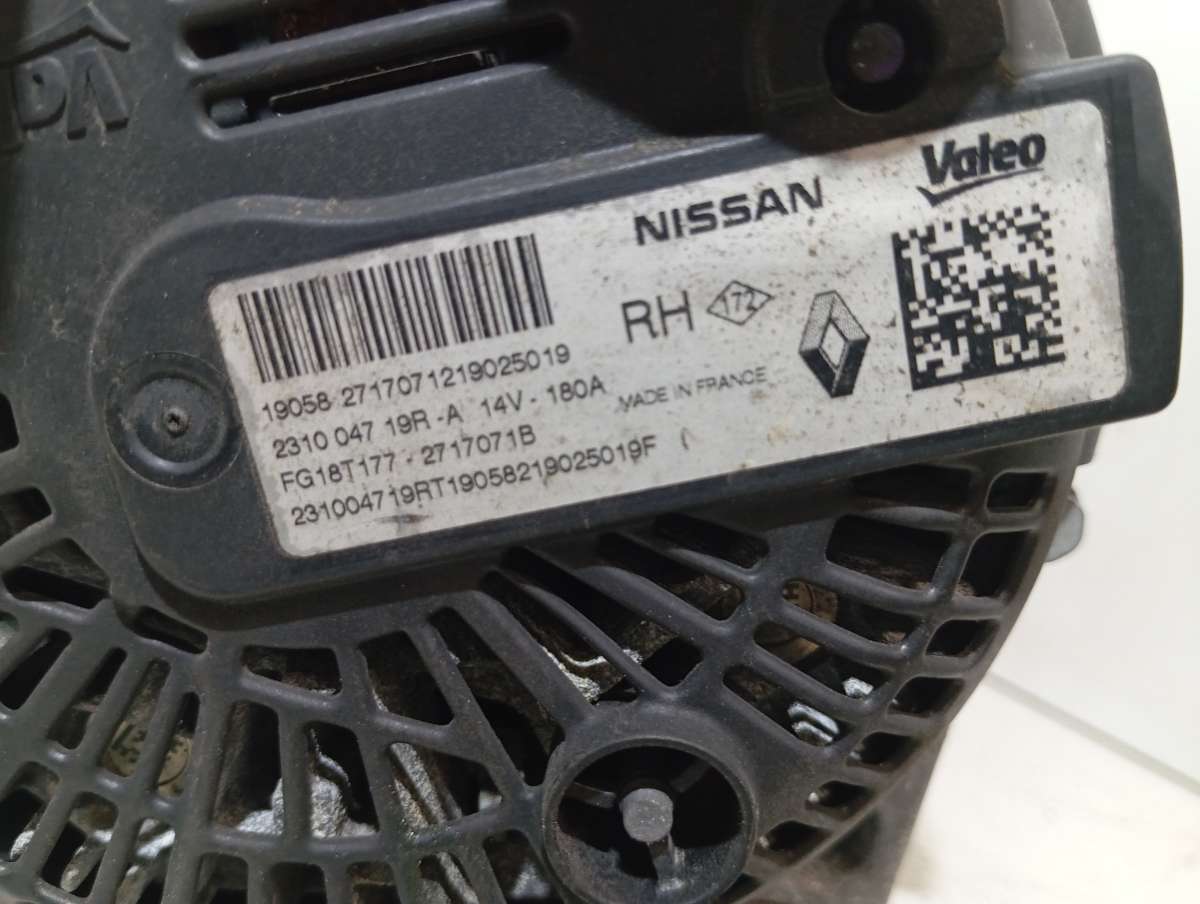 Valeo
NISSAN
RH 172
19058 2717071219025019
2310 047 19R -A 14V - 180A
MADE IN FRANCE
FG18T177 - 2717071B
231004719RT19058219025019F